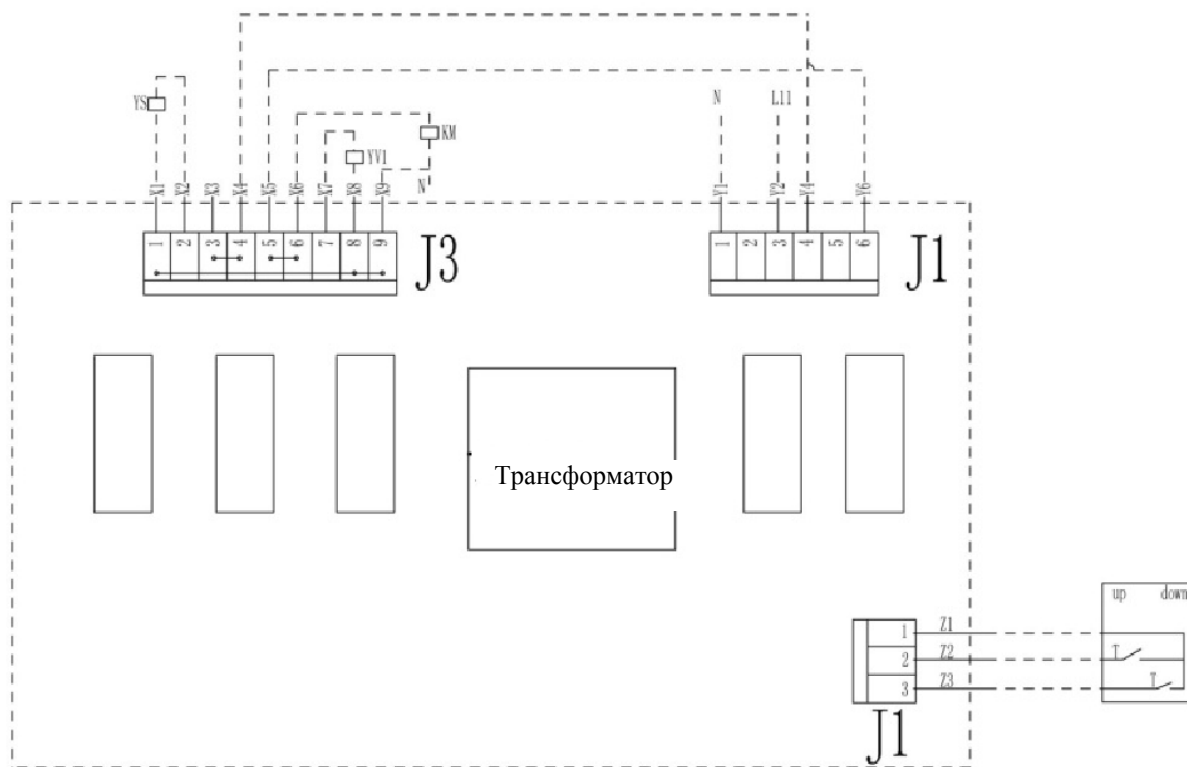 YS
N
L11
KM
YV1
N
X1 X2 X3 X4 X5 X6 X7 X8 X9
Y1 Y2 Y4 Y6
1 2 3 4 5 6 7 8 9
J3
1 2 3 4 5 6
J1
Трансформатор
up down
1 Z1
2 Z2
T
3 Z3
T
J1